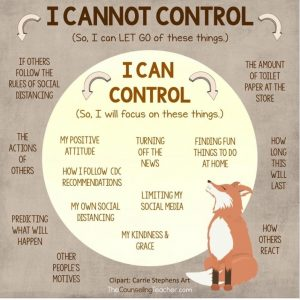 I CANNOT CONTROL
(So, I can LET GO of these things.)
IF OTHERS
FOLLOW THE
RULES OF SOCIAL
DISTANCING
THE AMOUNT
OF TOILET
PAPER AT THE
STORE
I CAN
CONTROL
(So, I will focus on these things.)
THE
ACTIONS
OF
OTHERS
MY POSITIVE
ATTITUDE
TURNING
OFF THE
NEWS
FINDING FUN
THINGS TO DO
AT HOME
HOW
LONG
THIS
WILL
LAST
HOW I FOLLOW CDC
RECOMMENDATIONS
LIMITING MY
SOCIAL MEDIA
MY OWN SOCIAL
DISTANCING
PREDICTING
WHAT WILL
HAPPEN
MY KINDNESS &
GRACE
HOW
OTHERS
REACT
OTHER
PEOPLE'S
MOTIVES
Clipart: Carrie Stephens Art
TheCounselingTeacher.com